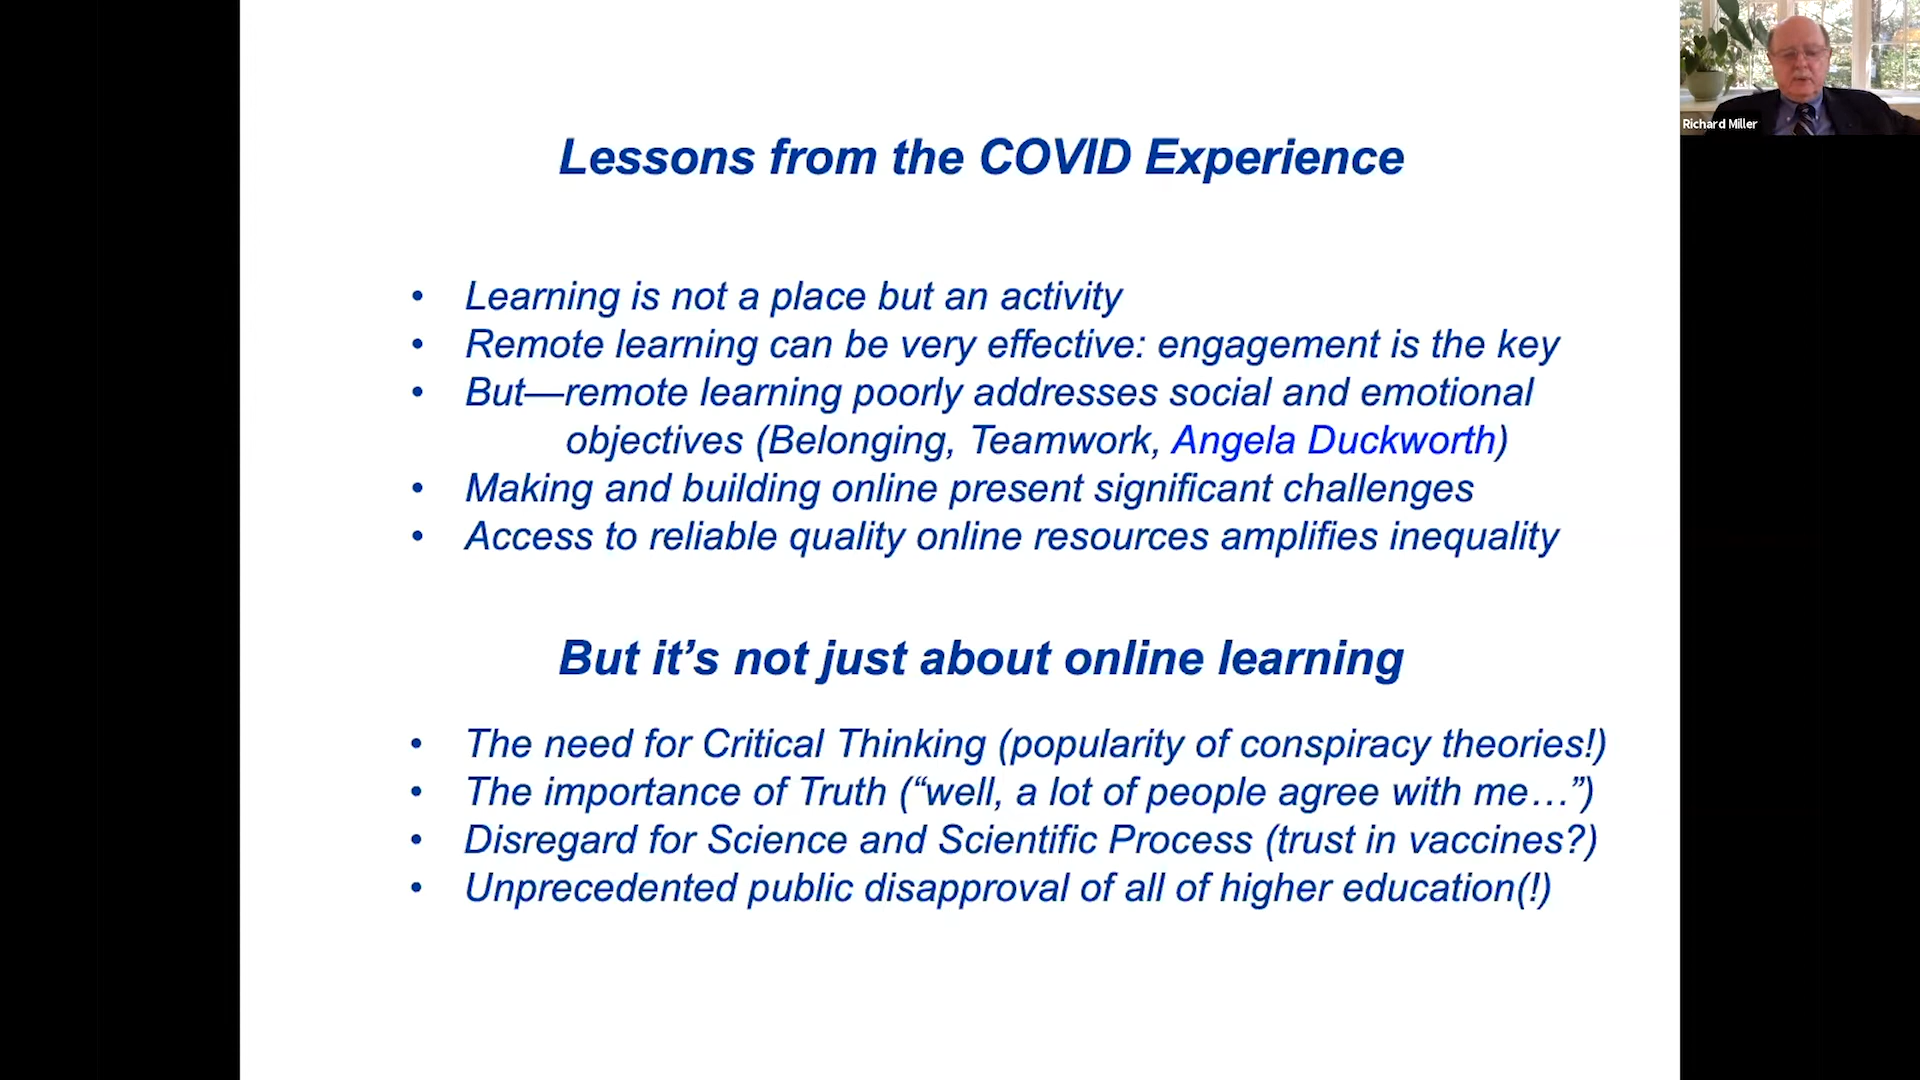 Richard Miller
Lessons from the COVID Experience
• Learning is not a place but an activity
• Remote learning can be very effective: engagement is the key
• But—remote learning poorly addresses social and emotional
objectives (Belonging, Teamwork, Angela Duckworth)
• Making and building online present significant challenges
• Access to reliable quality online resources amplifies inequality
But it’s not just about online learning
• The need for Critical Thinking (popularity of conspiracy theories!)
• The importance of Truth (“well, a lot of people agree with me…”)
• Disregard for Science and Scientific Process (trust in vaccines?)
• Unprecedented public disapproval of all of higher education(!)